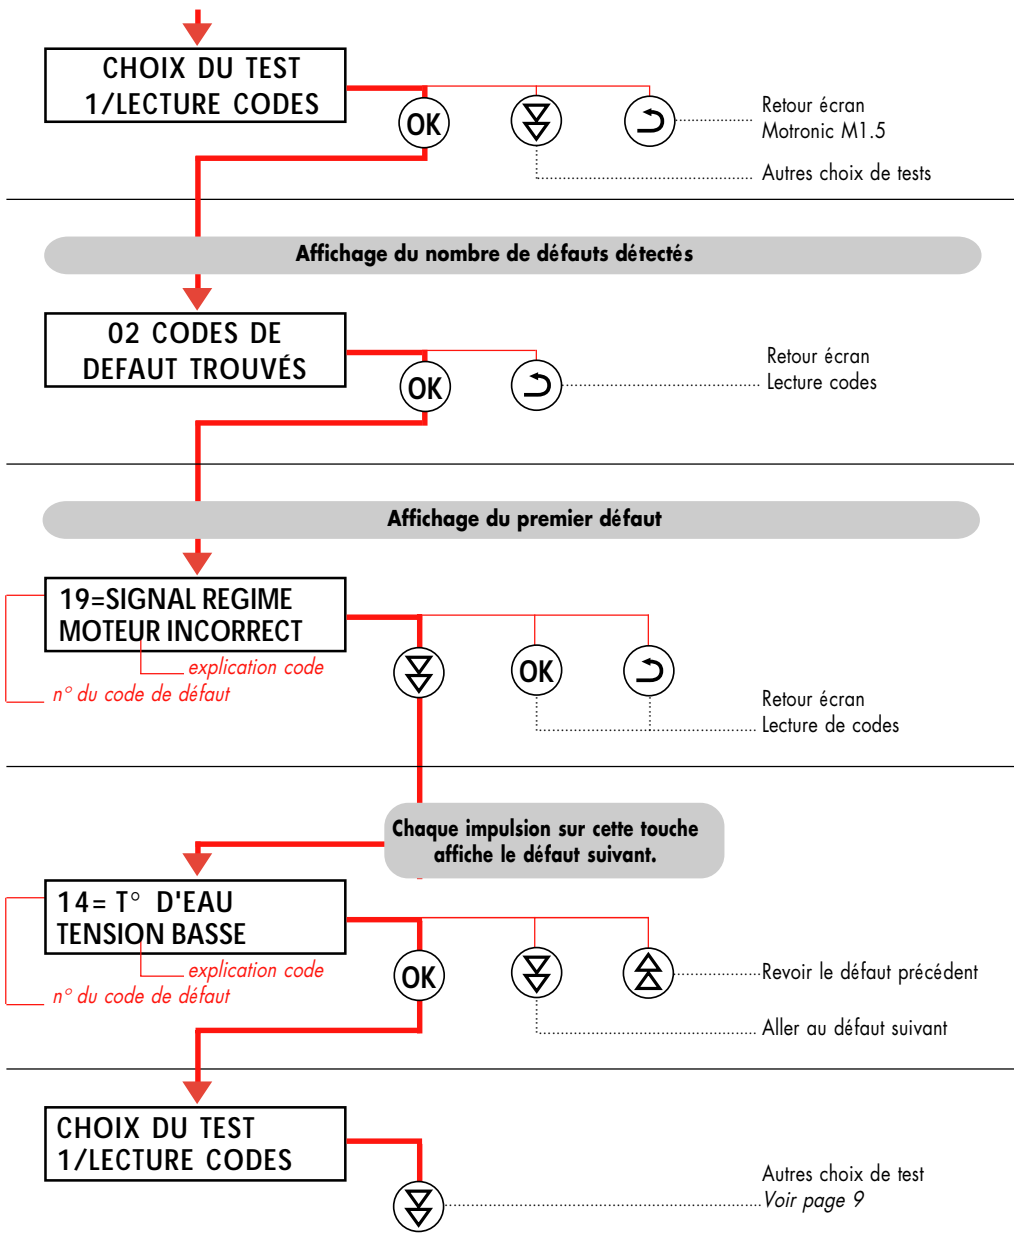 CHOIX DU TEST
1/LECTURE CODES
OK
Retour écran
Motronic M1.5
Autres choix de tests
Affichage du nombre de défauts détectés
02 CODES DE
DEFAUT TROUVÉS
OK
Retour écran
Lecture codes
Affichage du premier défaut
19=SIGNAL REGIME
MOTEUR INCORRECT
explication code
n° du code de défaut
OK
Retour écran
Lecture de codes
Chaque impulsion sur cette touche
affiche le défaut suivant.
14= T° D'EAU
TENSION BASSE
explication code
n° du code de défaut
OK
Revoir le défaut précédent
Aller au défaut suivant
CHOIX DU TEST
1/LECTURE CODES
Autres choix de test
Voir page 9